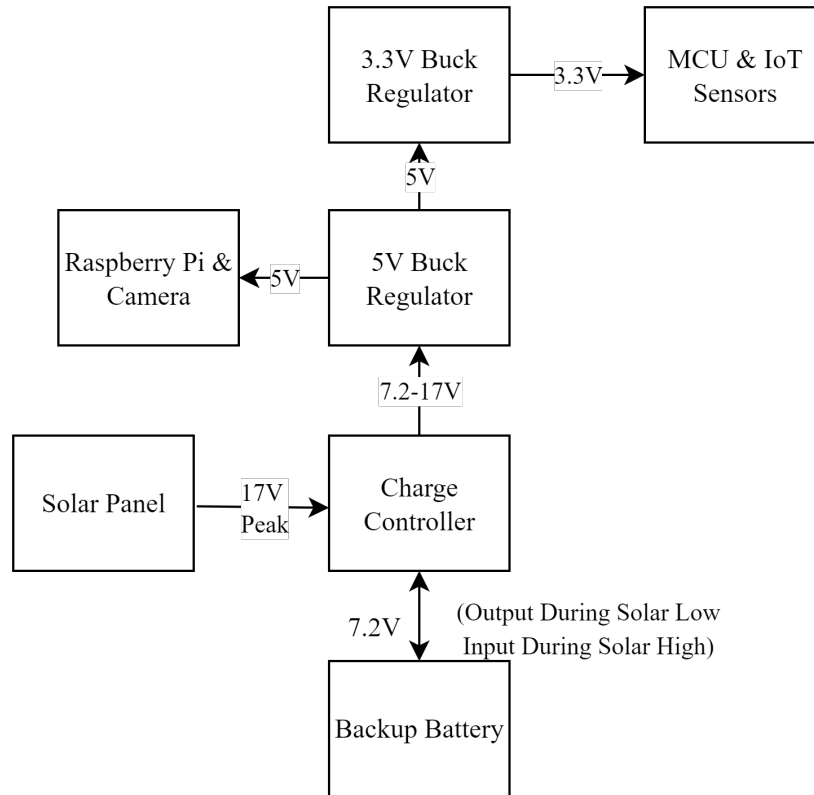 3.3V Buck
Regulator
3.3V
MCU & IoT
Sensors
5V
Raspberry Pi &
Camera
5V
5V Buck
Regulator
7.2-17V
Solar Panel
17V
Peak
Charge
Controller
7.2V
(Output During Solar Low
Input During Solar High)
Backup Battery